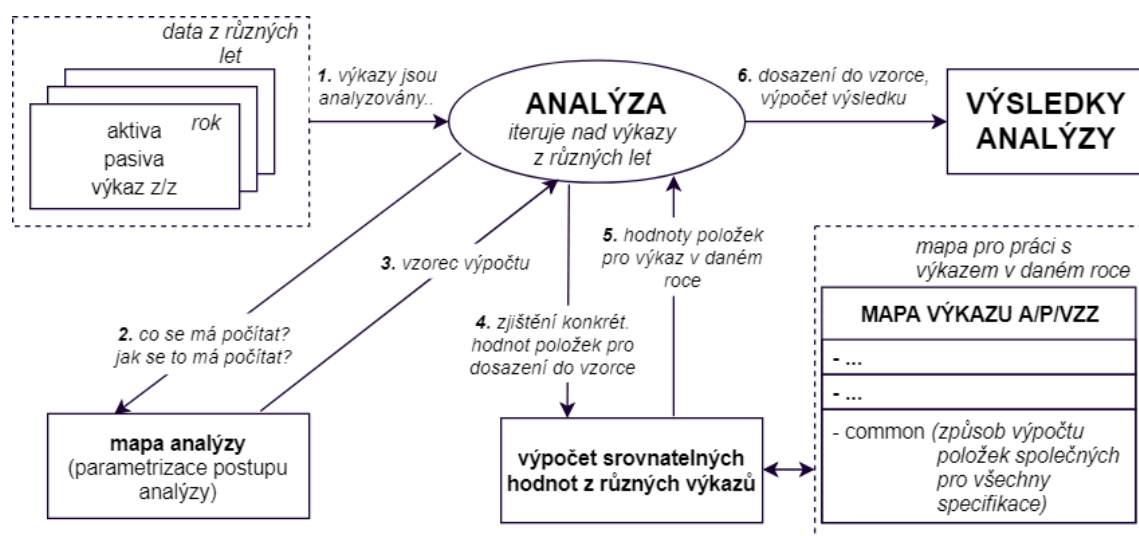 data z různých
let
rok
aktiva
pasiva
výkaz z/z
1. výkazy jsou
analyzovány..
ANALÝZA
iteruje nad výkazy
z různých let
6. dosazení do vzorce,
výpočet výsledku
VÝSLEDKY
ANALÝZY
2. co se má počítat?
jak se to má počítat?
3. vzorec výpočtu
4. zjištění konkrét.
hodnot položek pro
dosazení do vzorce
5. hodnoty položek
pro výkaz v daném
roce
mapa analýzy
(parametrizace postupu
analýzy)
výpočet srovnatelných
hodnot z různých výkazů
mapa pro práci s
výkazem v daném roce
MAPA VÝKAZU A/P/VZZ
- ...
- ...
- common (způsob výpočtu
položek společných
pro všechny
specifikace)